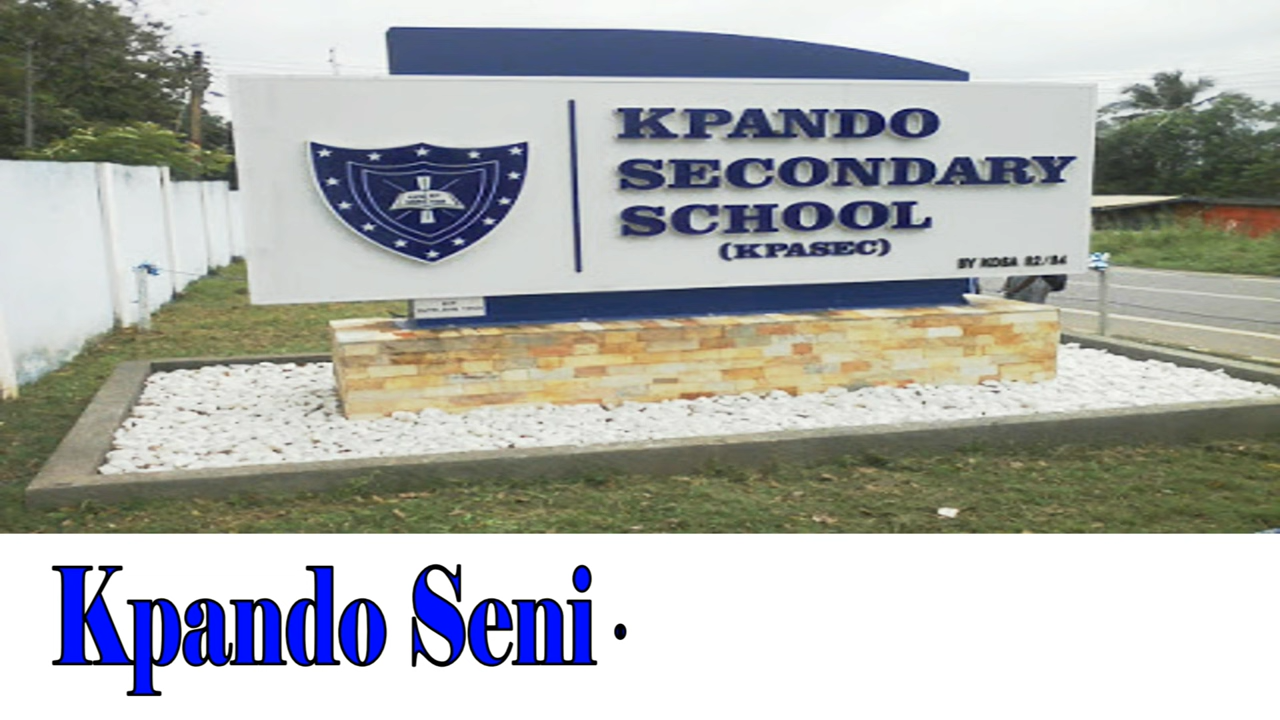 KPANDO
SECONDARY
SCHOOL
(KPASEC)
BY KOSA 82/84
Kpando Seni